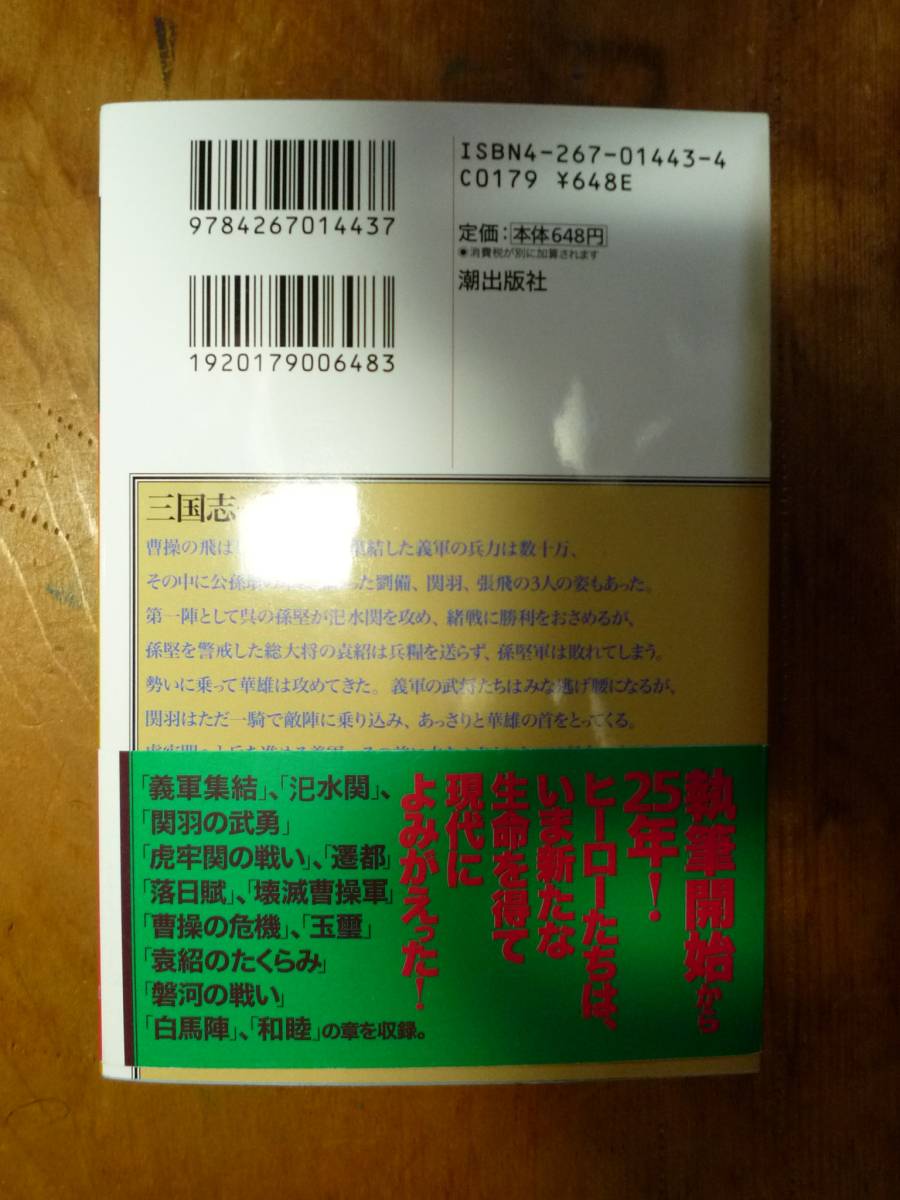 9784267014437
1920179006483
ISBN4-267-01443-4
C0179 ¥648E
定価:本体648円
●消費税が別に加算されます
潮出版社
三国志
曹操の飛ば 結した義軍の兵力は数十万、
その中に公孫 た劉備、関羽、張飛の3人の姿もあった。
第一陣として呉の孫堅が汜水関を攻め、緒戦に勝利をおさめるが、
孫堅を警戒した総大将の袁紹は兵糧を送らず、孫堅軍は敗れてしまう。
勢いに乗って華雄は攻めてきた。義軍の武将たちはみな逃げ腰になるが、
関羽はただ一騎で敵陣に乗り込み、あっさりと華雄の首をとってくる。
執筆開始から
25年!
ヒーローたちは、
いま新たな
生命を得て
現代に
よみがえった!
「義軍集結」、「汜水関」、
「関羽の武勇」
「虎牢関の戦い」、「遷都」
「落日賦」、「壊滅曹操軍」
「曹操の危機」、「玉璽」
「袁紹のたくらみ」
「磐河の戦い」
「白馬陣」、「和睦」の章を収録。